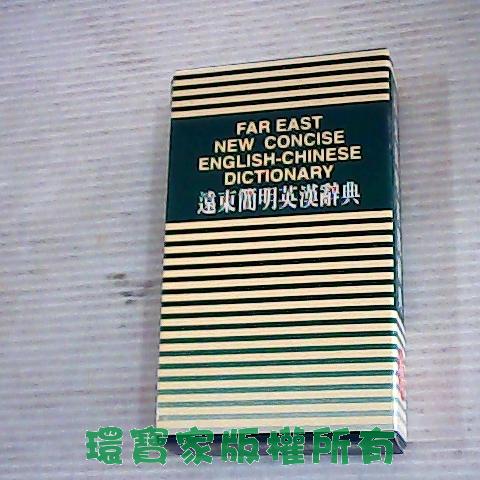 FAR EAST
NEW CONCISE
ENGLISH-CHINESE
DICTIONARY
遠東簡明英漢辭典
環寶家版權所有